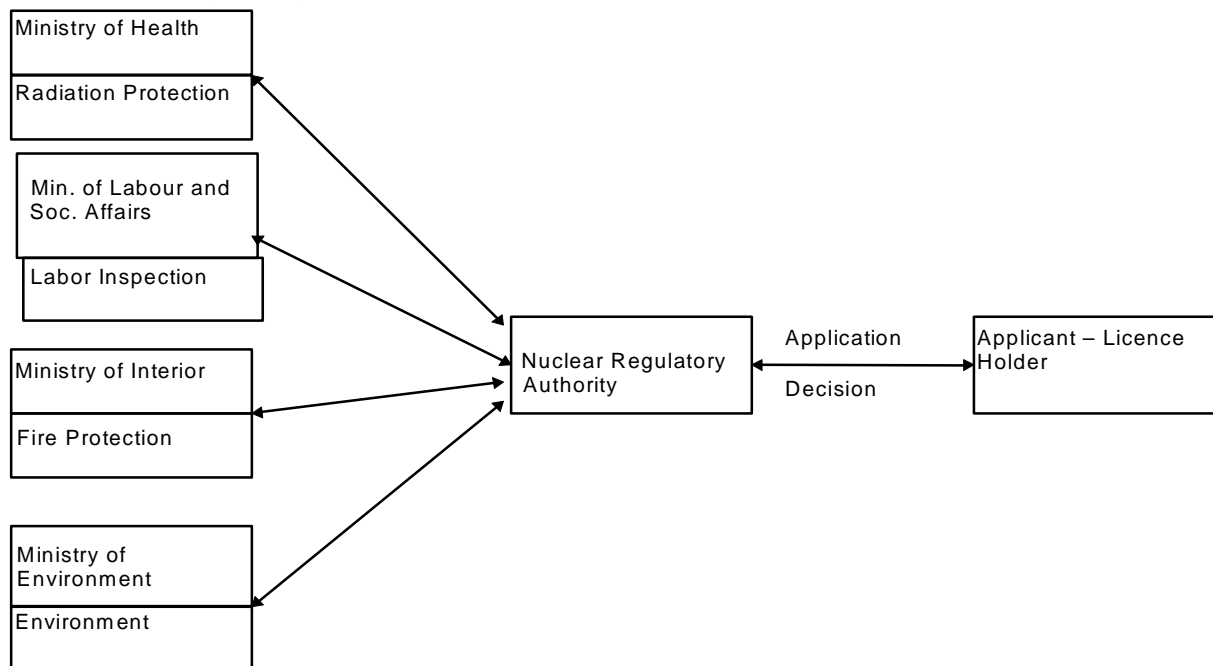 Ministry of Health
Radiation Protection
Min. of Labour and
Soc. Affairs
Labor Inspection
Ministry of Interior
Fire Protection
Ministry of
Environment
Environment
Nuclear Regulatory
Authority
Application
Decision
Applicant – Licence
Holder